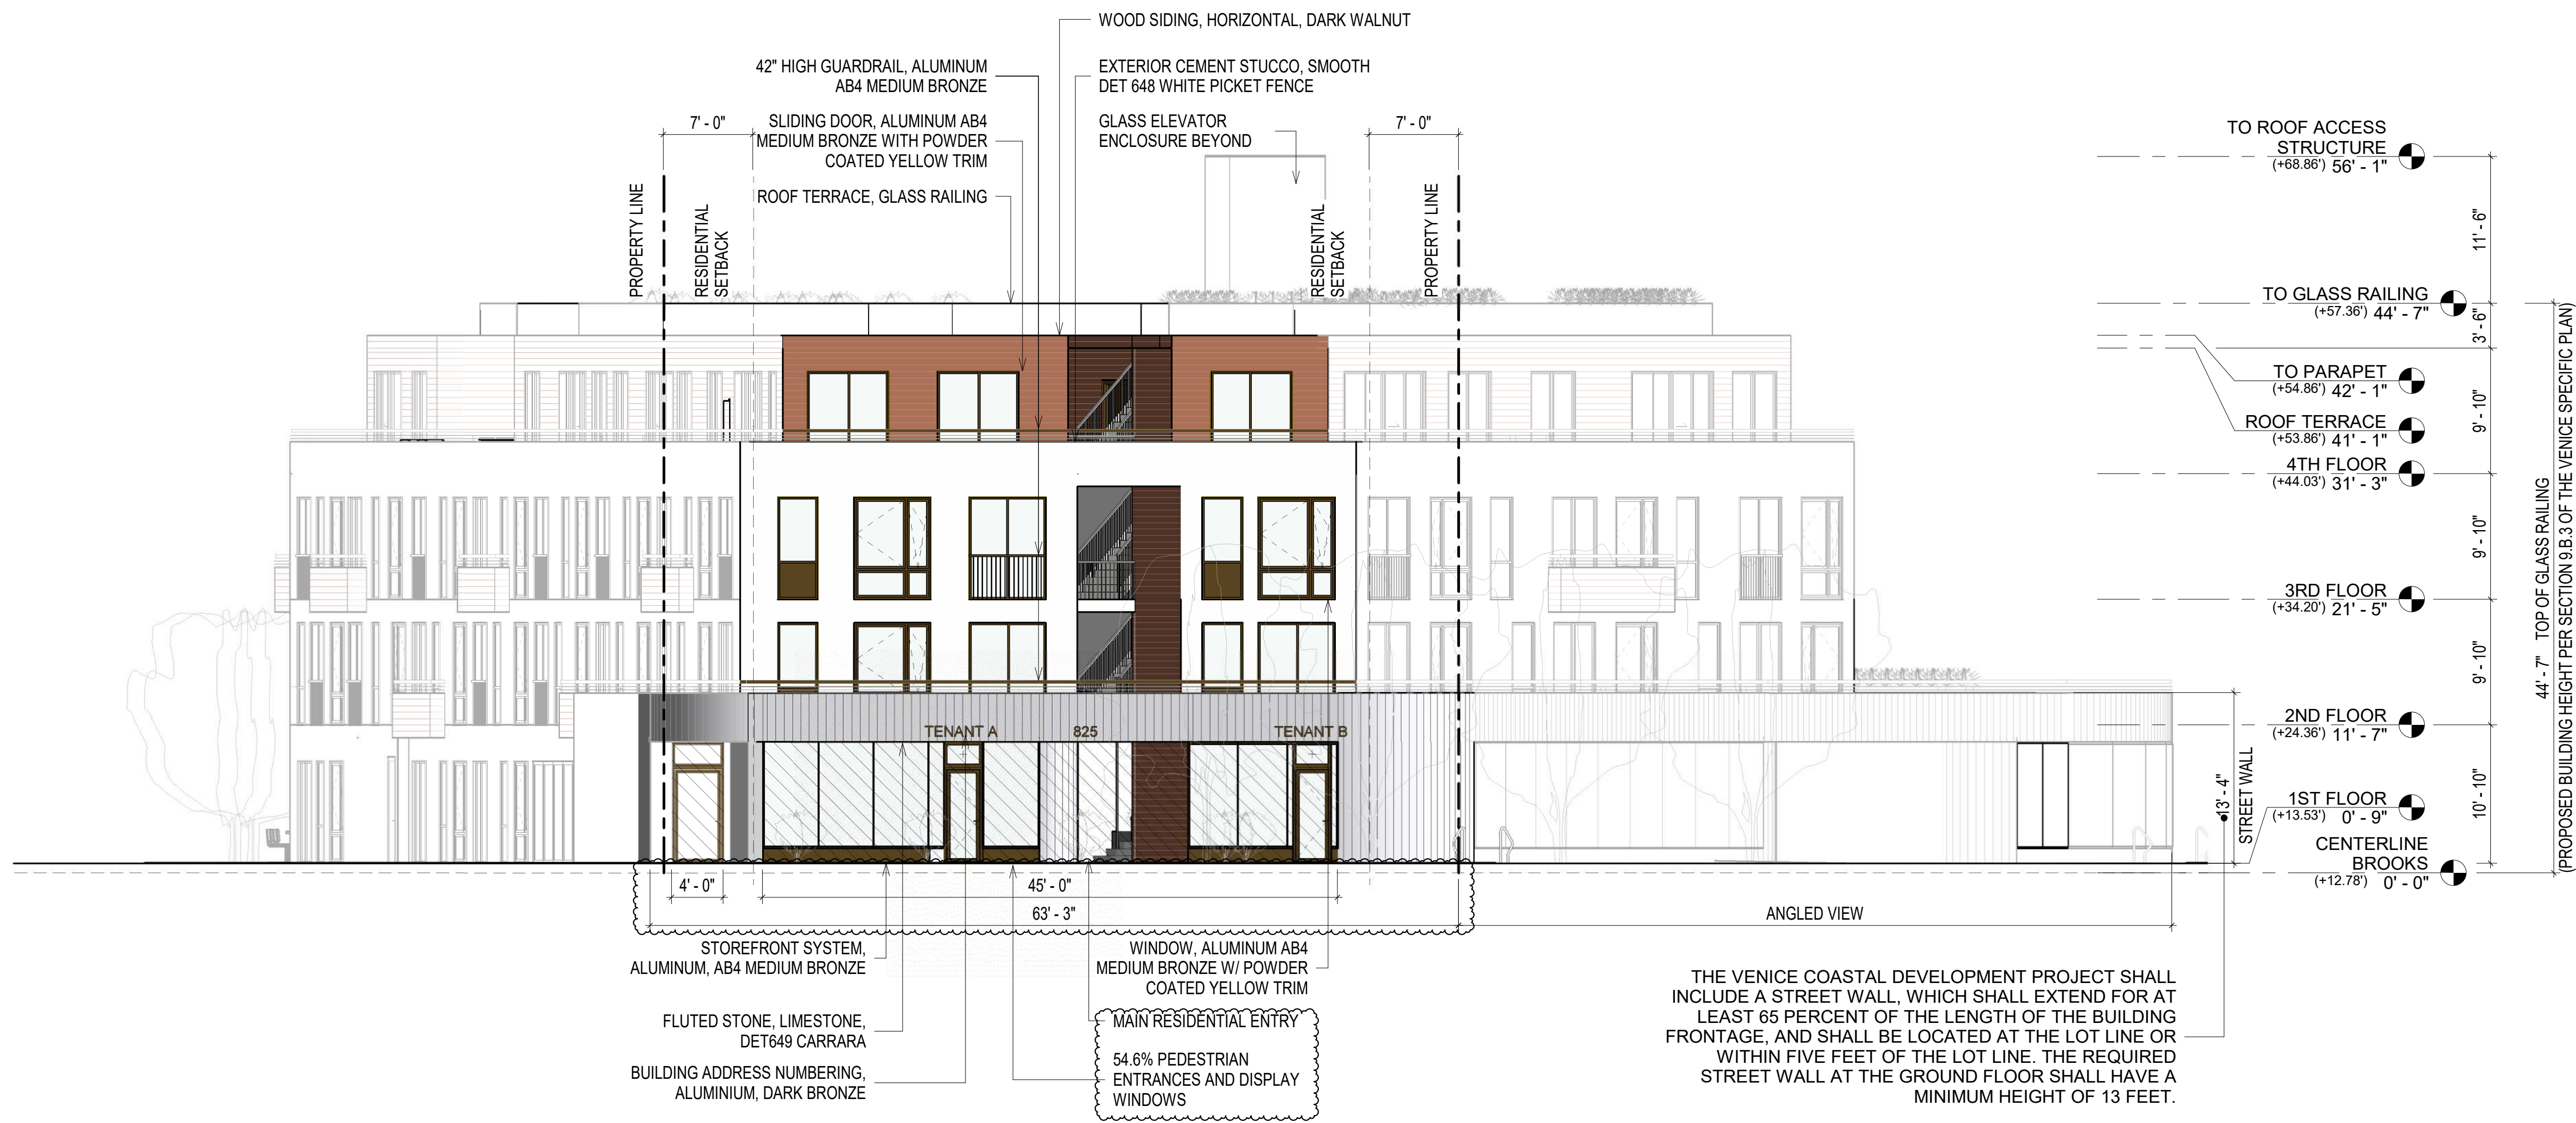 WOOD SIDING, HORIZONTAL, DARK WALNUT
42" HIGH GUARDRAIL, ALUMINUM
AB4 MEDIUM BRONZE
EXTERIOR CEMENT STUCCO, SMOOTH
DET 648 WHITE PICKET FENCE
7' - 0"
SLIDING DOOR, ALUMINUM AB4
MEDIUM BRONZE WITH POWDER
COATED YELLOW TRIM
GLASS ELEVATOR
ENCLOSURE BEYOND
7' - 0"
ROOF TERRACE, GLASS RAILING
PROPERTY LINE
RESIDENTIAL
SETBACK
RESIDENTIAL
SETBACK
PROPERTY LINE
TO ROOF ACCESS
STRUCTURE
(+68.86') 56' - 1"
11' - 6"
TO GLASS RAILING
(+57.36') 44' - 7"
3' - 6"
TO PARAPET
(+54.86') 42' - 1"
ROOF TERRACE
(+53.86') 41' - 1"
9' - 10"
4TH FLOOR
(+44.03') 31' - 3"
9' - 10"
3RD FLOOR
(+34.20') 21' - 5"
9' - 10"
2ND FLOOR
(+24.36') 11' - 7"
10' - 10"
1ST FLOOR
(+13.53') 0' - 9"
CENTERLINE
BROOKS
(+12.78') 0' - 0"
44' - 7" TOP OF GLASS RAILING
(PROPOSED BUILDING HEIGHT PER SECTION 9.B.3 OF THE VENICE SPECIFIC PLAN)
13' - 4"
STREET WALL
TENANT A
825
TENANT B
4' - 0"
45' - 0"
63' - 3"
ANGLED VIEW
STOREFRONT SYSTEM,
ALUMINUM, AB4 MEDIUM BRONZE
WINDOW, ALUMINUM AB4
MEDIUM BRONZE W/ POWDER
COATED YELLOW TRIM
FLUTED STONE, LIMESTONE,
DET649 CARRARA
MAIN RESIDENTIAL ENTRY
BUILDING ADDRESS NUMBERING,
ALUMINIUM, DARK BRONZE
54.6% PEDESTRIAN
ENTRANCES AND DISPLAY
WINDOWS
THE VENICE COASTAL DEVELOPMENT PROJECT SHALL
INCLUDE A STREET WALL, WHICH SHALL EXTEND FOR AT
LEAST 65 PERCENT OF THE LENGTH OF THE BUILDING
FRONTAGE, AND SHALL BE LOCATED AT THE LOT LINE OR
WITHIN FIVE FEET OF THE LOT LINE. THE REQUIRED
STREET WALL AT THE GROUND FLOOR SHALL HAVE A
MINIMUM HEIGHT OF 13 FEET.